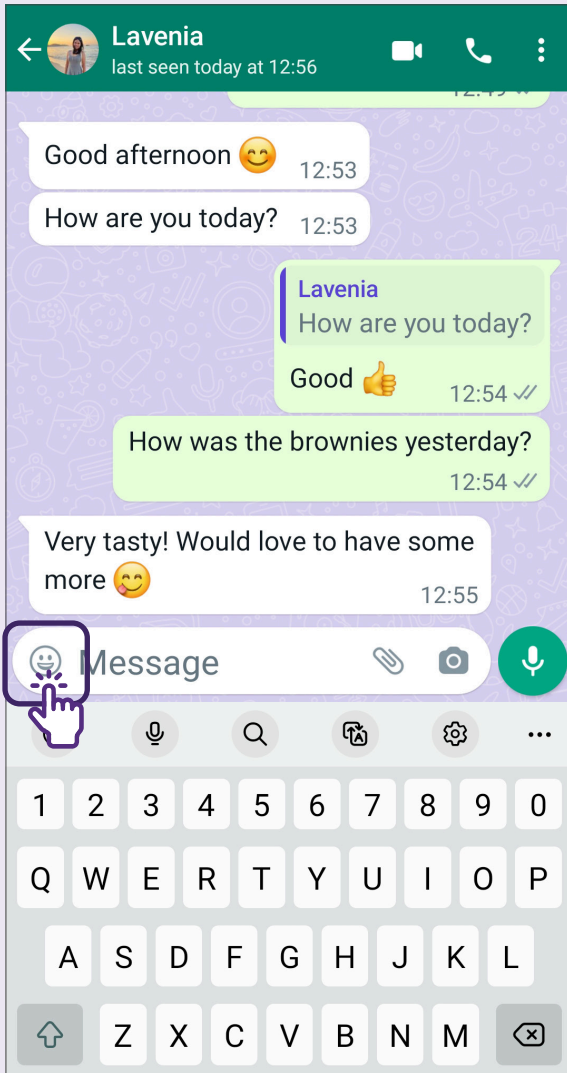 Lavenia
last seen today at 12:56
Good afternoon 😊 12:53
How are you today? 12:53
Lavenia
How are you today?
Good 👍 12:54
How was the brownies yesterday?
12:54
Very tasty! Would love to have some
more 😋 12:55
Message
1 2 3 4 5 6 7 8 9 0
Q W E R T Y U I O P
A S D F G H J K L
Z X C V B N M